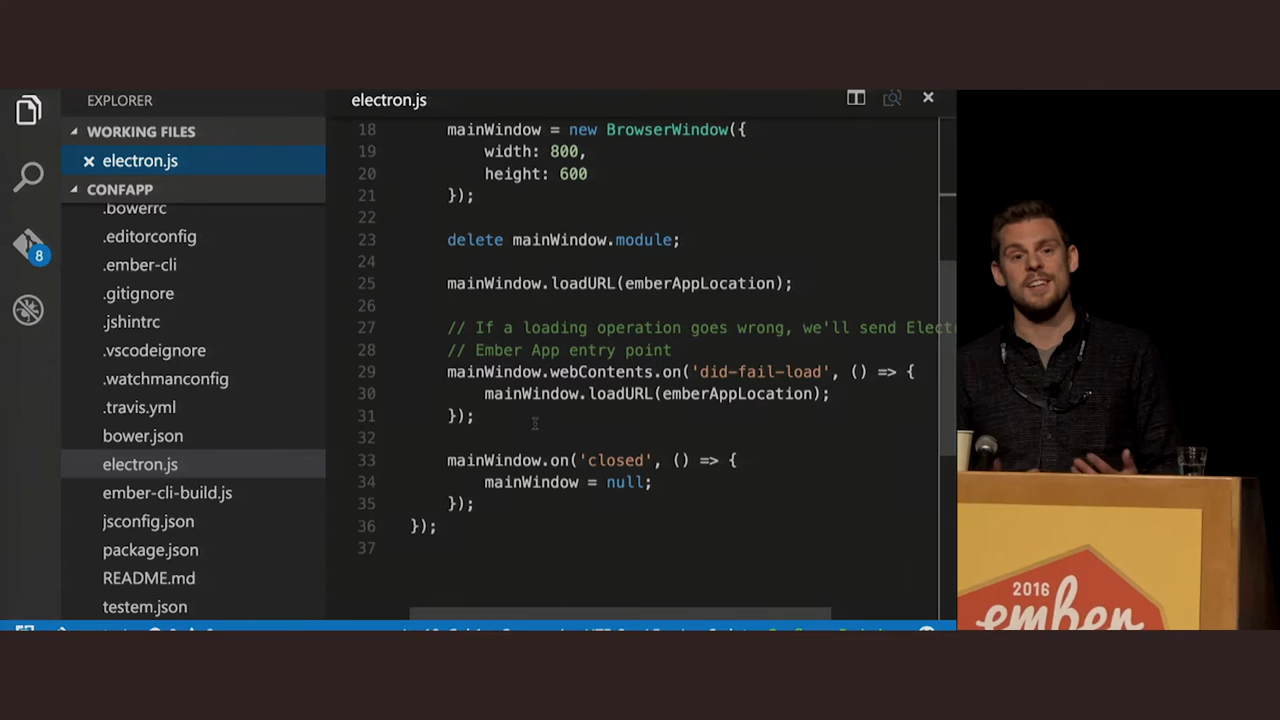 EXPLORER
WORKING FILES
electron.js
CONFAPP
.bowerrc
.editorconfig
.ember-cli
.gitignore
.jshintrc
.vscodeignore
.watchmanconfig
.travis.yml
bower.json
electron.js
ember-cli-build.js
jsconfig.json
package.json
README.md
testem.json
8
electron.js
18 mainWindow = new BrowserWindow({
19 width: 800,
20 height: 600
21 });
22
23 delete mainWindow.module;
24
25 mainWindow.loadURL(emberAppLocation);
26
27 // If a loading operation goes wrong, we'll send Electr
28 // Ember App entry point
29 mainWindow.webContents.on('did-fail-load', () => {
30 mainWindow.loadURL(emberAppLocation);
31 });
32
33 mainWindow.on('closed', () => {
34 mainWindow = null;
35 });
36 });
37
2016
ember